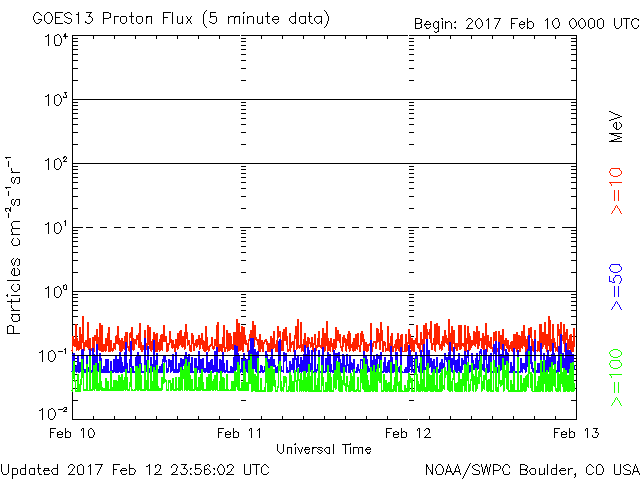 GOES13 Proton Flux (5 minute data)
Begin: 2017 Feb 10 0000 UTC
10⁴
10³
10²
10¹
10⁰
10⁻¹
10⁻²
Particles cm⁻²s⁻¹sr⁻¹
MeV
>=10
>=50
>=100
Feb 10
Feb 11
Feb 12
Feb 13
Universal Time
Updated 2017 Feb 12 23:56:02 UTC
NOAA/SWPC Boulder, CO USA